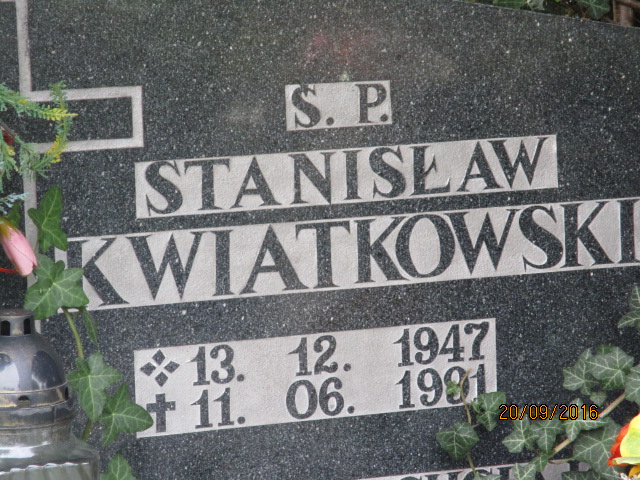 S. P.
STANISŁAW
KWIATKOWSKI
13. 12. 1947
11. 06. 1991
20/09/2016